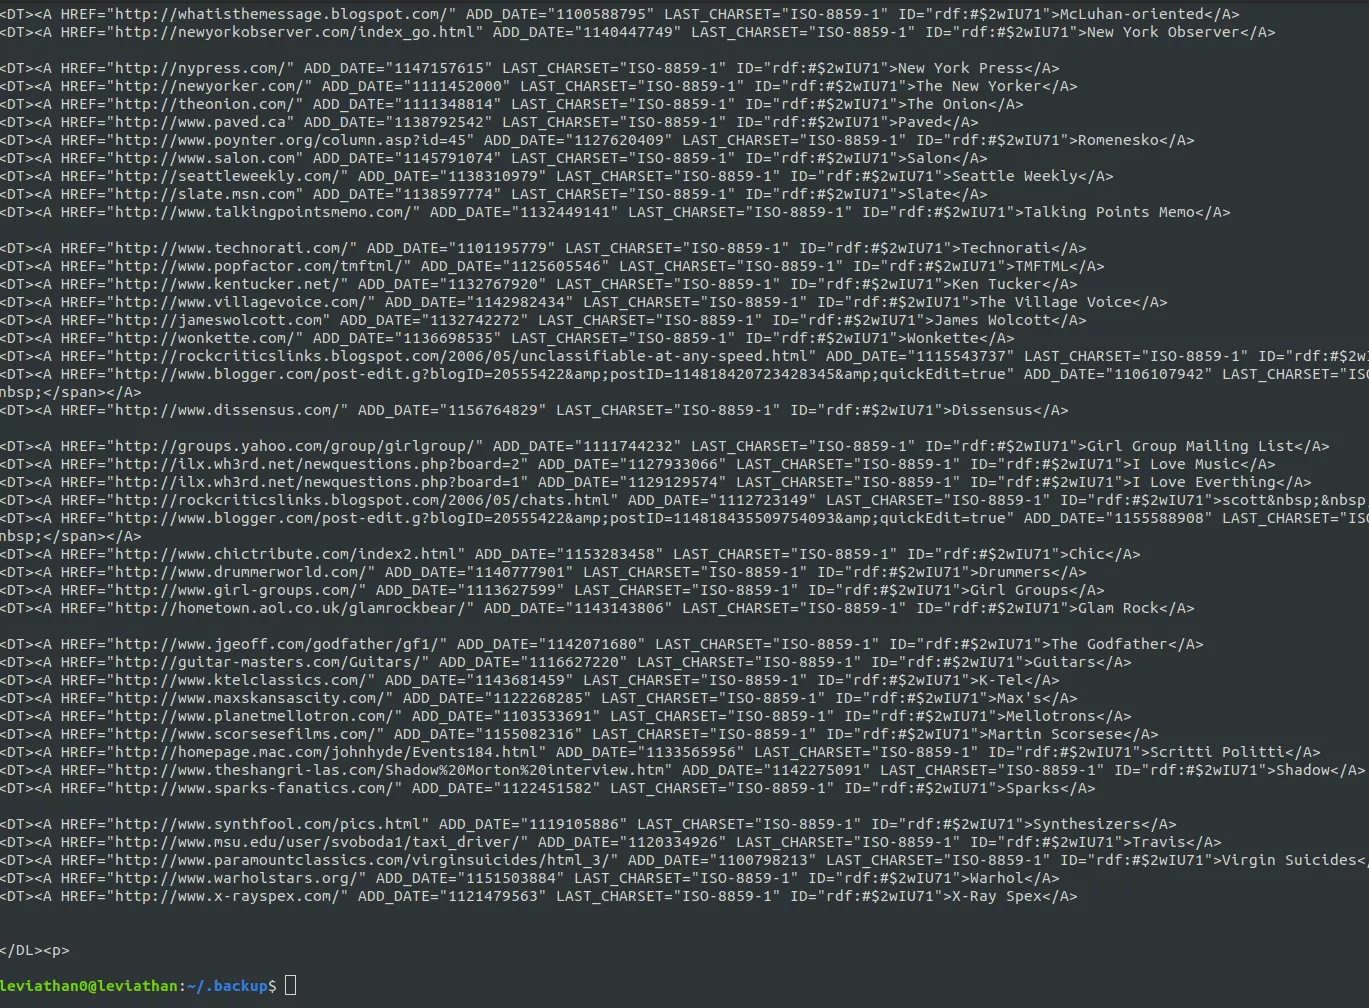 <DT><A HREF="http://whatisthemessage.blogspot.com/" ADD_DATE="1100588795" LAST_CHARSET="ISO-8859-1" ID="rdf:#$2wIU71">McLuhan-oriented</A>
<DT><A HREF="http://newyorkobserver.com/index_go.html" ADD_DATE="1140447749" LAST_CHARSET="ISO-8859-1" ID="rdf:#$2wIU71">New York Observer</A>
<DT><A HREF="http://nypress.com/" ADD_DATE="1147157615" LAST_CHARSET="ISO-8859-1" ID="rdf:#$2wIU71">New York Press</A>
<DT><A HREF="http://newyorker.com/" ADD_DATE="1111452000" LAST_CHARSET="ISO-8859-1" ID="rdf:#$2wIU71">The New Yorker</A>
<DT><A HREF="http://theonion.com/" ADD_DATE="1111348814" LAST_CHARSET="ISO-8859-1" ID="rdf:#$2wIU71">The Onion</A>
<DT><A HREF="http://www.paved.ca" ADD_DATE="1138792542" LAST_CHARSET="ISO-8859-1" ID="rdf:#$2wIU71">Paved</A>
<DT><A HREF="http://www.poynter.org/column.asp?id=45" ADD_DATE="1127620409" LAST_CHARSET="ISO-8859-1" ID="rdf:#$2wIU71">Romenesko</A>
<DT><A HREF="http://www.salon.com" ADD_DATE="1145791074" LAST_CHARSET="ISO-8859-1" ID="rdf:#$2wIU71">Salon</A>
<DT><A HREF="http://seattleweekly.com/" ADD_DATE="1138310979" LAST_CHARSET="ISO-8859-1" ID="rdf:#$2wIU71">Seattle Weekly</A>
<DT><A HREF="http://slate.msn.com" ADD_DATE="1138597774" LAST_CHARSET="ISO-8859-1" ID="rdf:#$2wIU71">Slate</A>
<DT><A HREF="http://www.talkingpointsmemo.com/" ADD_DATE="1132449141" LAST_CHARSET="ISO-8859-1" ID="rdf:#$2wIU71">Talking Points Memo</A>
<DT><A HREF="http://www.technorati.com/" ADD_DATE="1101195779" LAST_CHARSET="ISO-8859-1" ID="rdf:#$2wIU71">Technorati</A>
<DT><A HREF="http://www.popfactor.com/tmftml/" ADD_DATE="1125605546" LAST_CHARSET="ISO-8859-1" ID="rdf:#$2wIU71">TMFTML</A>
<DT><A HREF="http://www.kentucker.net/" ADD_DATE="1132767920" LAST_CHARSET="ISO-8859-1" ID="rdf:#$2wIU71">Ken Tucker</A>
<DT><A HREF="http://www.villagevoice.com/" ADD_DATE="1142982434" LAST_CHARSET="ISO-8859-1" ID="rdf:#$2wIU71">The Village Voice</A>
<DT><A HREF="http://jameswolcott.com" ADD_DATE="1132742272" LAST_CHARSET="ISO-8859-1" ID="rdf:#$2wIU71">James Wolcott</A>
<DT><A HREF="http://wonkette.com/" ADD_DATE="1136698535" LAST_CHARSET="ISO-8859-1" ID="rdf:#$2wIU71">Wonkette</A>
<DT><A HREF="http://rockcriticslinks.blogspot.com/2006/05/unclassifiable-at-any-speed.html" ADD_DATE="1115543737" LAST_CHARSET="ISO-8859-1" ID="rdf:#$2wI
<DT><A HREF="http://www.blogger.com/post-edit.g?blogID=20555422&amp;postID=114818420723428345&amp;quickEdit=true" ADD_DATE="1106107942" LAST_CHARSET="ISO
nbsp;</span></A>
<DT><A HREF="http://www.dissensus.com/" ADD_DATE="1156764829" LAST_CHARSET="ISO-8859-1" ID="rdf:#$2wIU71">Dissensus</A>
<DT><A HREF="http://groups.yahoo.com/group/girlgroup/" ADD_DATE="1111744232" LAST_CHARSET="ISO-8859-1" ID="rdf:#$2wIU71">Girl Group Mailing List</A>
<DT><A HREF="http://ilx.wh3rd.net/newquestions.php?board=2" ADD_DATE="1127933066" LAST_CHARSET="ISO-8859-1" ID="rdf:#$2wIU71">I Love Music</A>
<DT><A HREF="http://ilx.wh3rd.net/newquestions.php?board=1" ADD_DATE="1129129574" LAST_CHARSET="ISO-8859-1" ID="rdf:#$2wIU71">I Love Everthing</A>
<DT><A HREF="http://rockcriticslinks.blogspot.com/2006/05/chats.html" ADD_DATE="1112723149" LAST_CHARSET="ISO-8859-1" ID="rdf:#$2wIU71">scott&nbsp;&nbsp
<DT><A HREF="http://www.blogger.com/post-edit.g?blogID=20555422&amp;postID=114818435509754093&amp;quickEdit=true" ADD_DATE="1155588908" LAST_CHARSET="ISO
nbsp;</span></A>
<DT><A HREF="http://www.chictribute.com/index2.html" ADD_DATE="1153283458" LAST_CHARSET="ISO-8859-1" ID="rdf:#$2wIU71">Chic</A>
<DT><A HREF="http://www.drummerworld.com/" ADD_DATE="1140777901" LAST_CHARSET="ISO-8859-1" ID="rdf:#$2wIU71">Drummers</A>
<DT><A HREF="http://www.girl-groups.com/" ADD_DATE="1113627599" LAST_CHARSET="ISO-8859-1" ID="rdf:#$2wIU71">Girl Groups</A>
<DT><A HREF="http://hometown.aol.co.uk/glamrockbear/" ADD_DATE="1143143806" LAST_CHARSET="ISO-8859-1" ID="rdf:#$2wIU71">Glam Rock</A>
<DT><A HREF="http://www.jgeoff.com/godfather/gf1/" ADD_DATE="1142071680" LAST_CHARSET="ISO-8859-1" ID="rdf:#$2wIU71">The Godfather</A>
<DT><A HREF="http://guitar-masters.com/Guitars/" ADD_DATE="1116627220" LAST_CHARSET="ISO-8859-1" ID="rdf:#$2wIU71">Guitars</A>
<DT><A HREF="http://www.ktelclassics.com/" ADD_DATE="1143681459" LAST_CHARSET="ISO-8859-1" ID="rdf:#$2wIU71">K-Tel</A>
<DT><A HREF="http://www.maxskansascity.com/" ADD_DATE="1122268285" LAST_CHARSET="ISO-8859-1" ID="rdf:#$2wIU71">Max's</A>
<DT><A HREF="http://www.planetmellotron.com/" ADD_DATE="1103533691" LAST_CHARSET="ISO-8859-1" ID="rdf:#$2wIU71">Mellotrons</A>
<DT><A HREF="http://www.scorsesefilms.com/" ADD_DATE="1155082316" LAST_CHARSET="ISO-8859-1" ID="rdf:#$2wIU71">Martin Scorsese</A>
<DT><A HREF="http://homepage.mac.com/johnhyde/Events184.html" ADD_DATE="1133565956" LAST_CHARSET="ISO-8859-1" ID="rdf:#$2wIU71">Scritti Politti</A>
<DT><A HREF="http://www.theshangri-las.com/Shadow%20Morton%20interview.htm" ADD_DATE="1142275091" LAST_CHARSET="ISO-8859-1" ID="rdf:#$2wIU71">Shadow</A>
<DT><A HREF="http://www.sparks-fanatics.com/" ADD_DATE="1122451582" LAST_CHARSET="ISO-8859-1" ID="rdf:#$2wIU71">Sparks</A>
<DT><A HREF="http://www.synthfool.com/pics.html" ADD_DATE="1119105886" LAST_CHARSET="ISO-8859-1" ID="rdf:#$2wIU71">Synthesizers</A>
<DT><A HREF="http://www.msu.edu/user/svoboda1/taxi_driver/" ADD_DATE="1120334926" LAST_CHARSET="ISO-8859-1" ID="rdf:#$2wIU71">Travis</A>
<DT><A HREF="http://www.paramountclassics.com/virginsuicides/html_3/" ADD_DATE="1100798213" LAST_CHARSET="ISO-8859-1" ID="rdf:#$2wIU71">Virgin Suicides</
<DT><A HREF="http://www.warholstars.org/" ADD_DATE="1151503884" LAST_CHARSET="ISO-8859-1" ID="rdf:#$2wIU71">Warhol</A>
<DT><A HREF="http://www.x-rayspex.com/" ADD_DATE="1121479563" LAST_CHARSET="ISO-8859-1" ID="rdf:#$2wIU71">X-Ray Spex</A>
</DL><p>
leviathan0@leviathan:~/.backup$